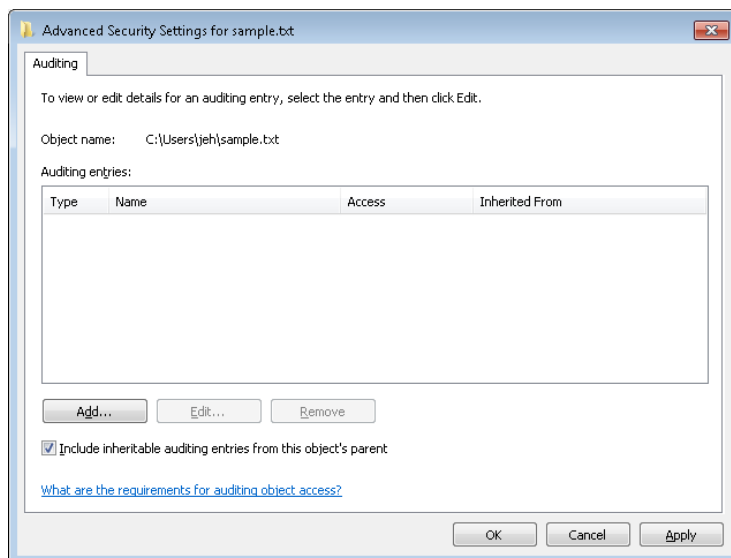 Advanced Security Settings for sample.txt
Auditing
To view or edit details for an auditing entry, select the entry and then click Edit.
Object name: C:\Users\jeh\sample.txt
Auditing entries:
Type Name Access Inherited From
Add... Edit... Remove
Include inheritable auditing entries from this object's parent
What are the requirements for auditing object access?
OK Cancel Apply